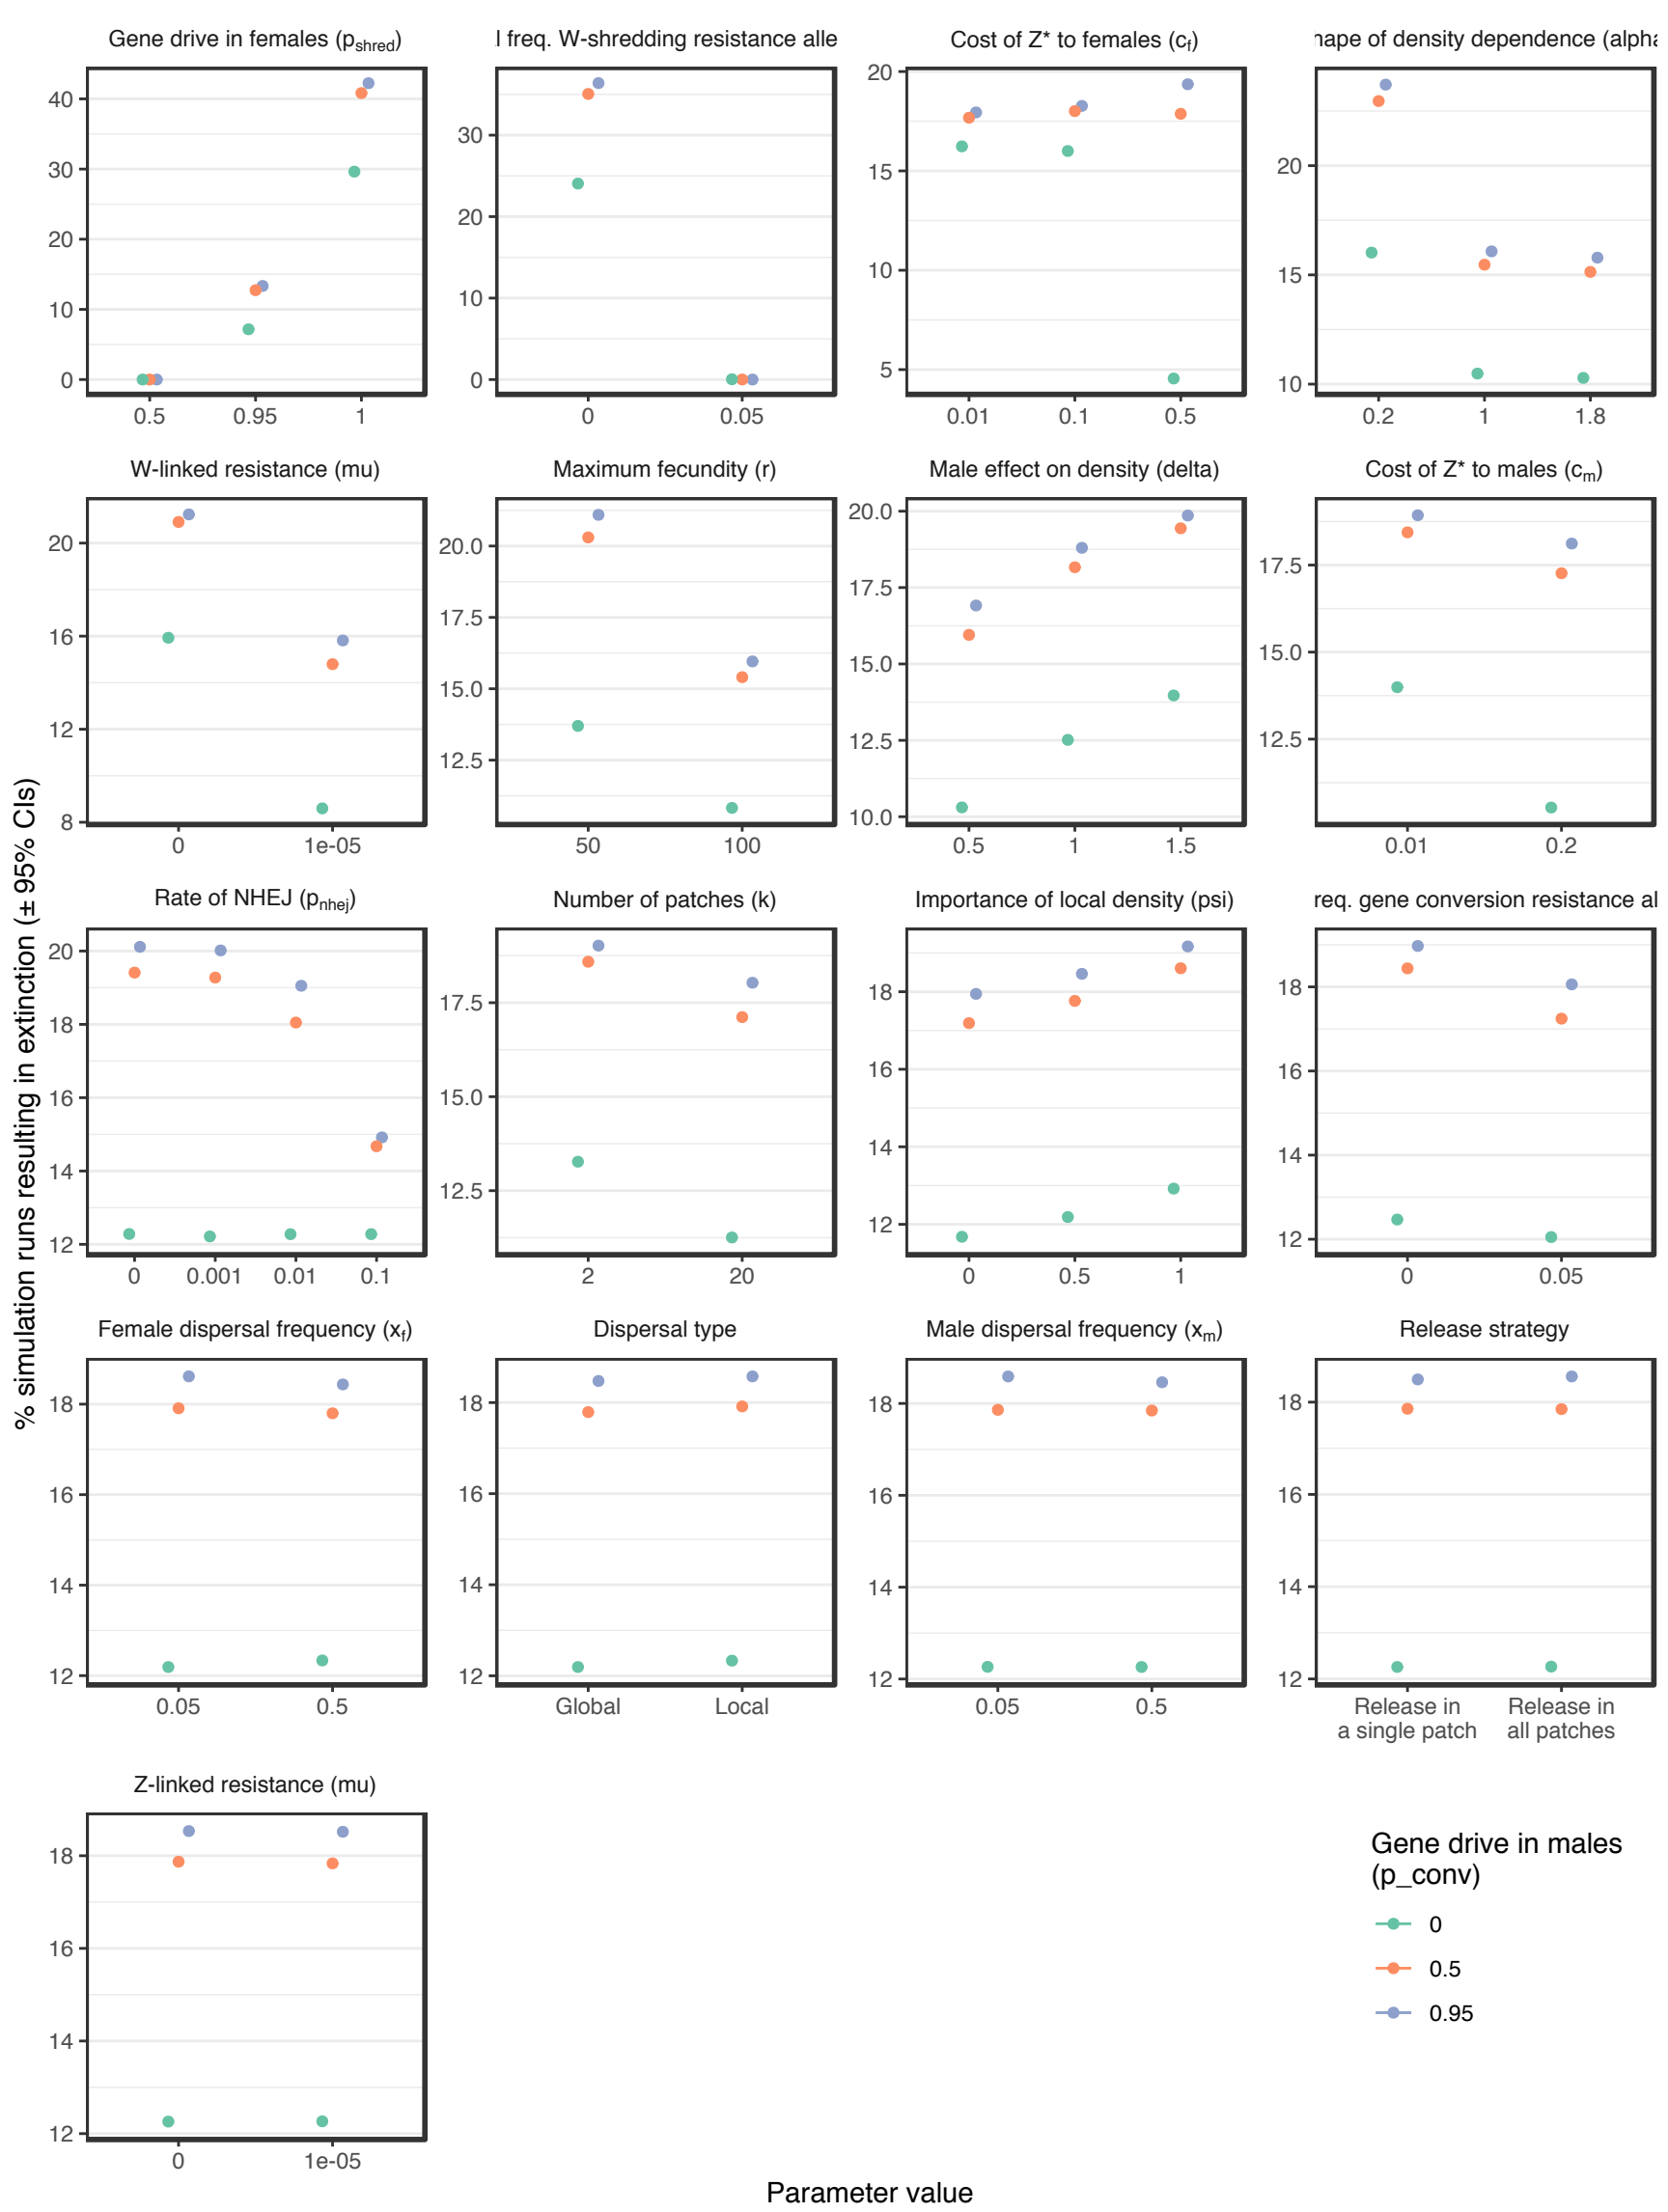 Gene drive in females (pshred)
l freq. W-shredding resistance alle
Cost of Z* to females (cf)
hape of density dependence (alpha
40
30
20
10
0
0.5 0.95 1
30
20
10
0
0 0.05
20
15
10
5
0.01 0.1 0.5
20
15
10
0.2 1 1.8
W-linked resistance (mu)
Maximum fecundity (r)
Male effect on density (delta)
Cost of Z* to males (cm)
20
16
12
8
0 1e-05
20.0
17.5
15.0
12.5
50 100
20.0
17.5
15.0
12.5
10.0
0.5 1 1.5
17.5
15.0
12.5
0.01 0.2
% simulation runs resulting in extinction (± 95% CIs)
Rate of NHEJ (pnhej)
Number of patches (k)
Importance of local density (psi)
req. gene conversion resistance al
20
18
16
14
12
0 0.001 0.01 0.1
17.5
15.0
12.5
2 20
18
16
14
12
0 0.5 1
18
16
14
12
0 0.05
Female dispersal frequency (xf)
Dispersal type
Male dispersal frequency (xm)
Release strategy
18
16
14
12
0.05 0.5
18
16
14
12
Global Local
18
16
14
12
0.05 0.5
18
16
14
12
Release in
a single patch
Release in
all patches
Z-linked resistance (mu)
18
16
14
12
0 1e-05
Gene drive in males
(p_conv)
0
0.5
0.95
Parameter value